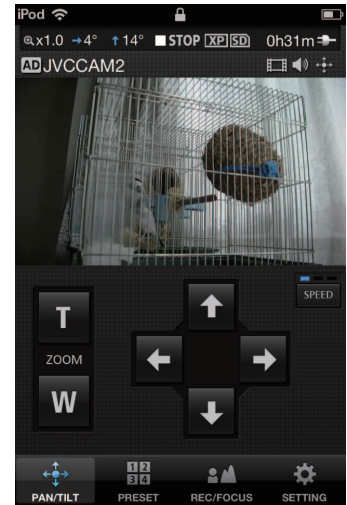 iPod
x1.0 →4° ↑14° ■STOP XP SD 0h31m
AD JVCCAM2
T
ZOOM
W
SPEED
1 2
3 4
PAN/TILT PRESET REC/FOCUS SETTING